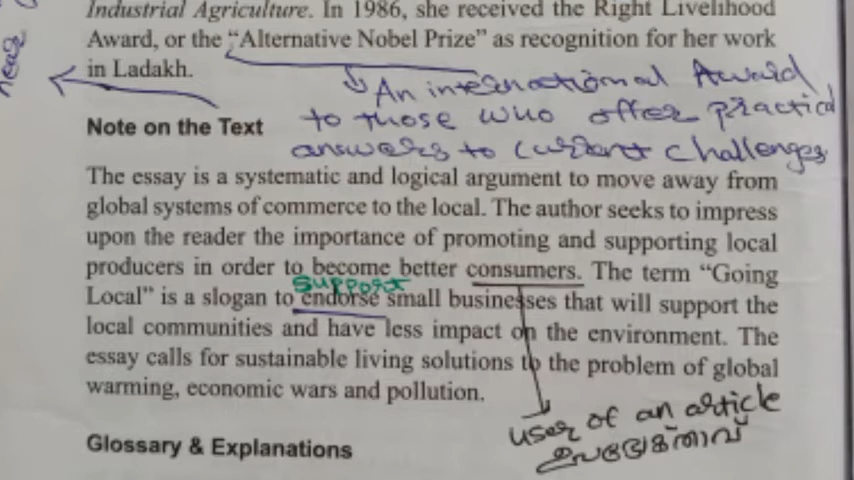 Industrial Agriculture. In 1986, she received the Right Livelihood
Award, or the “Alternative Nobel Prize” as recognition for her work
in Ladakh.
An international Award
to those who offer practical
answers to current challenges
Note on the Text
The essay is a systematic and logical argument to move away from
global systems of commerce to the local. The author seeks to impress
upon the reader the importance of promoting and supporting local
producers in order to become better consumers. The term “Going
support
Local” is a slogan to endorse small businesses that will support the
local communities and have less impact on the environment. The
essay calls for sustainable living solutions to the problem of global
warming, economic wars and pollution.
user of an article
ഉപഭോക്താവ്
Glossary & Explanations